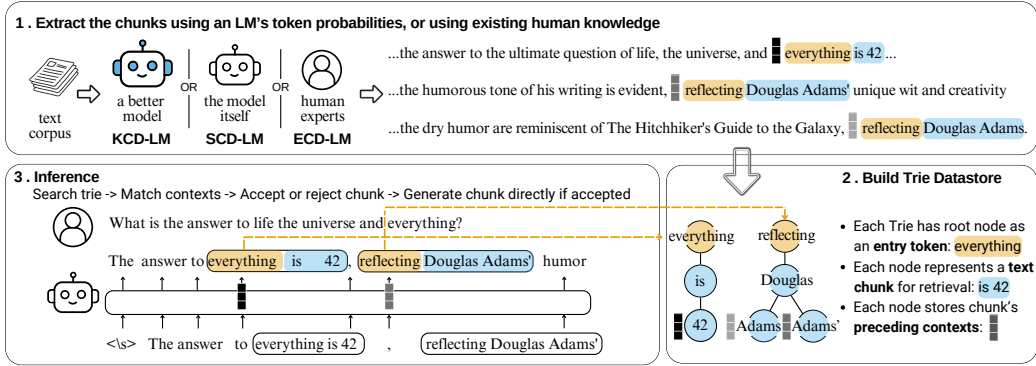 1 . Extract the chunks using an LM's token probabilities, or using existing human knowledge
text
corpus
a better
model
KCD-LM
OR
the model
itself
SCD-LM
OR
human
experts
ECD-LM
...the answer to the ultimate question of life, the universe, and everything is 42 ...
...the humorous tone of his writing is evident, reflecting Douglas Adams' unique wit and creativity
...the dry humor are reminiscent of The Hitchhiker's Guide to the Galaxy, reflecting Douglas Adams.
3 . Inference
Search trie -> Match contexts -> Accept or reject chunk -> Generate chunk directly if accepted
What is the answer to life the universe and everything?
The answer to everything is 42 , reflecting Douglas Adams' humor
<\s> The answer to everything is 42 , reflecting Douglas Adams'
2 . Build Trie Datastore
everything
is
42
reflecting
Douglas
Adams
Adams'
• Each Trie has root node as
an entry token: everything
• Each node represents a text
chunk for retrieval: is 42
• Each node stores chunk's
preceding contexts: